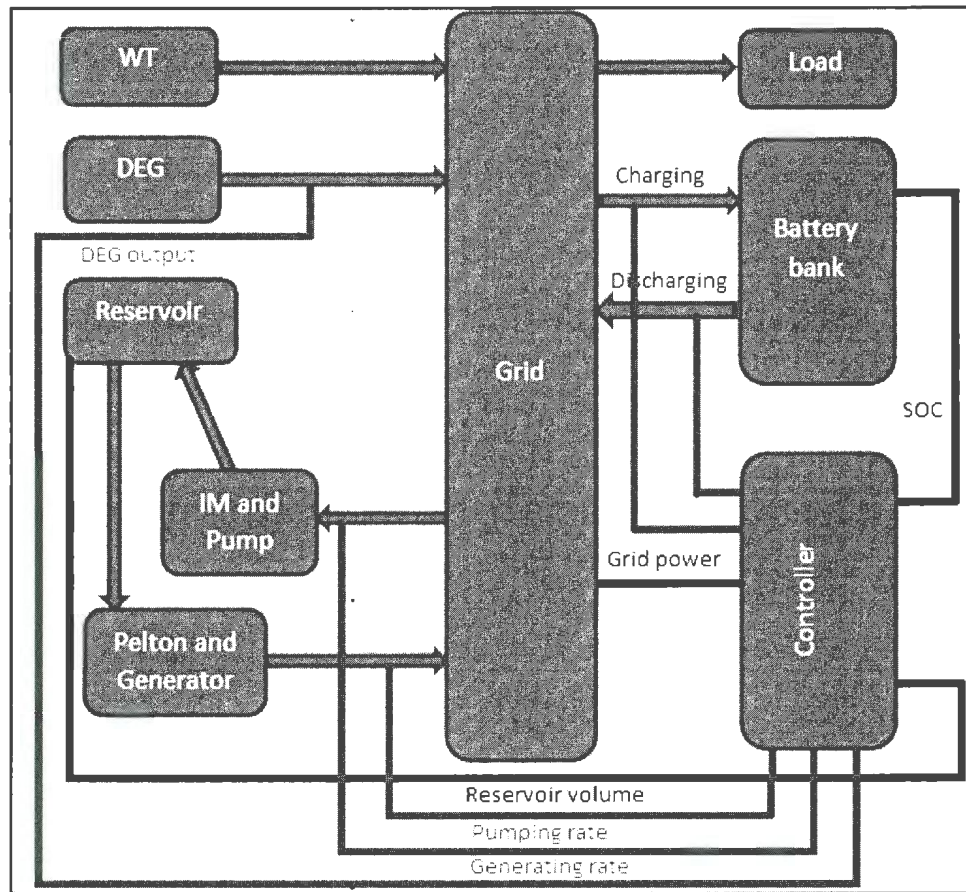 WT
Load
DEG
Charging
Battery
bank
DEG output
Discharging
Reservoir
Grid
SOC
IM and
Pump
Grid power
Controller
Pelton and
Generator
Reservoir volume
Pumping rate
Generating rate